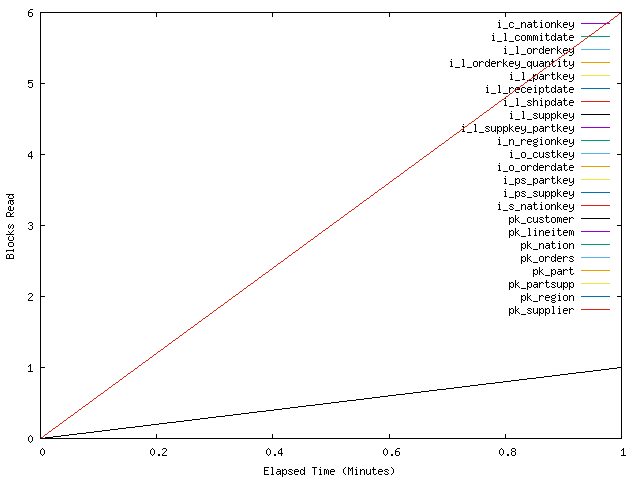 6
i_c_nationkey
i_l_commitdate
i_l_orderkey
i_l_orderkey_quantity
i_l_partkey
i_l_receiptdate
i_l_shipdate
i_l_suppkey
i_l_suppkey_partkey
i_n_regionkey
i_o_custkey
i_o_orderdate
i_ps_partkey
i_ps_suppkey
i_s_nationkey
pk_customer
pk_lineitem
pk_nation
pk_orders
pk_part
pk_partsupp
pk_region
pk_supplier
5
4
3
2
1
0
Blocks Read
0 0.2 0.4 0.6 0.8 1
Elapsed Time (Minutes)